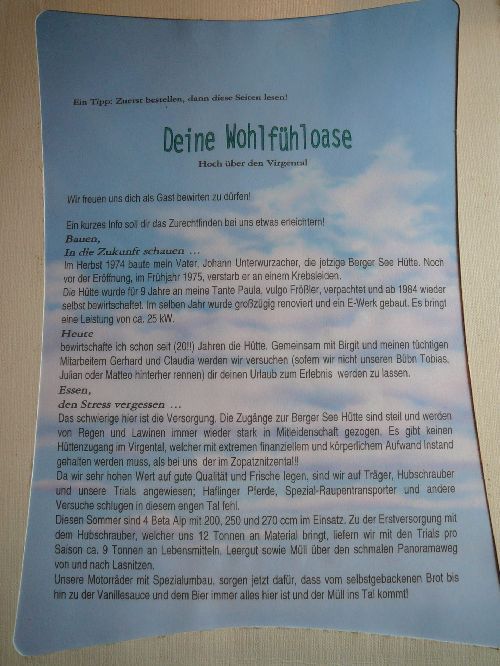 Ein Tipp: Zuerst bestellen, dann diese Seiten lesen!
Deine Wohlfühloase
Hoch über den Virgental
Wir freuen uns dich als Gast bewirten zu dürfen!
Ein kurzes Info soll dir das Zurechtfinden bei uns etwas erleichtern!
Bauen,
In die Zukunft schauen ...
Im Herbst 1974 baute mein Vater, Johann Unterwurzacher, die jetzige Berger See Hütte. Noch
vor der Eröffnung, im Frühjahr 1975, verstarb er an einem Krebsleiden.
Die Hütte wurde für 9 Jahre an meine Tante Paula, vulgo Frößler, verpachtet und ab 1984 wieder
selbst bewirtschaftet. Im selben Jahr wurde großzügig renoviert und ein E-Werk gebaut. Es bringt
eine Leistung von ca. 25 kW.
Heute
bewirtschafte ich schon seit (20!!) Jahren die Hütte. Gemeinsam mit Birgit und meinen tüchtigen
Mitarbeitern Gerhard und Claudia werden wir versuchen (sofern wir nicht unseren Bübn Tobias,
Julian oder Matteo hinterher rennen) dir deinen Urlaub zum Erlebnis werden zu lassen.
Essen,
den Stress vergessen ...
Das schwierige hier ist die Versorgung. Die Zugänge zur Berger See Hütte sind steil und werden
von Regen und Lawinen immer wieder stark in Mitleidenschaft gezogen. Es gibt keinen
Hüttenzugang im Virgental, welcher mit extremen finanziellem und körperlichem Aufwand Instand
gehalten werden muss, als bei uns der im Zopatznitzental!!
Da wir sehr hohen Wert auf gute Qualität und Frische legen, sind wir auf Träger, Hubschrauber
und unsere Trials angewiesen; Haflinger Pferde, Spezial-Raupentransporter und andere
Versuche schlugen in diesem engen Tal fehl.
Diesen Sommer sind 4 Beta Alp mit 200, 250 und 270 ccm im Einsatz. Zu der Erstversorgung mit
dem Hubschrauber, welcher uns 12 Tonnen an Material bringt, liefern wir mit den Trials pro
Saison ca. 9 Tonnen an Lebensmitteln. Leergut sowie Müll über den schmalen Panoramaweg
von und nach Lasnitzen.
Unsere Motorräder mit Spezialumbau, sorgen jetzt dafür, dass vom selbstgebackenen Brot bis
hin zu der Vanillesauce und dem Bier immer alles hier ist und der Müll ins Tal kommt!